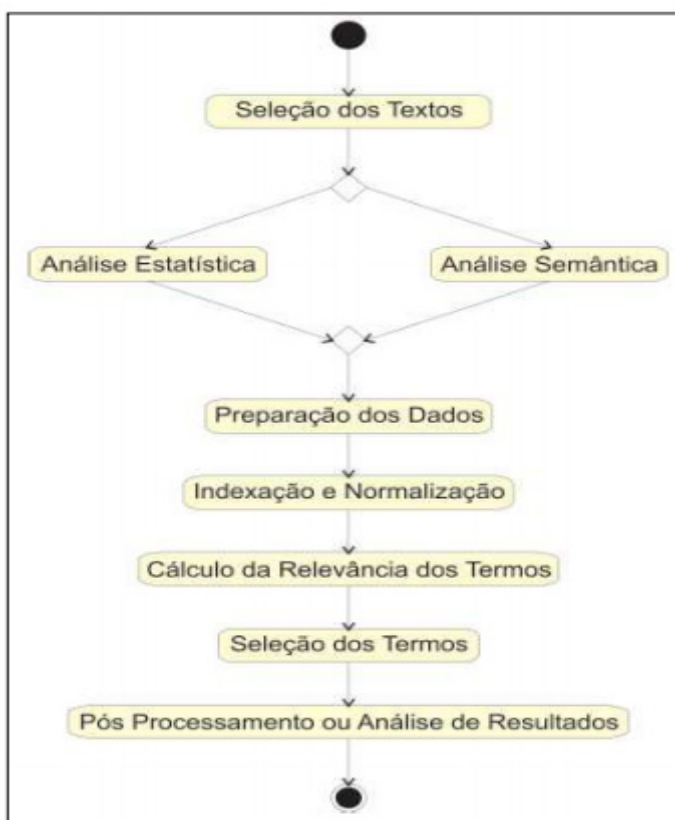 Seleção dos Textos
Análise Estatística
Análise Semântica
Preparação dos Dados
Indexação e Normalização
Cálculo da Relevância dos Termos
Seleção dos Termos
Pós Processamento ou Análise de Resultados